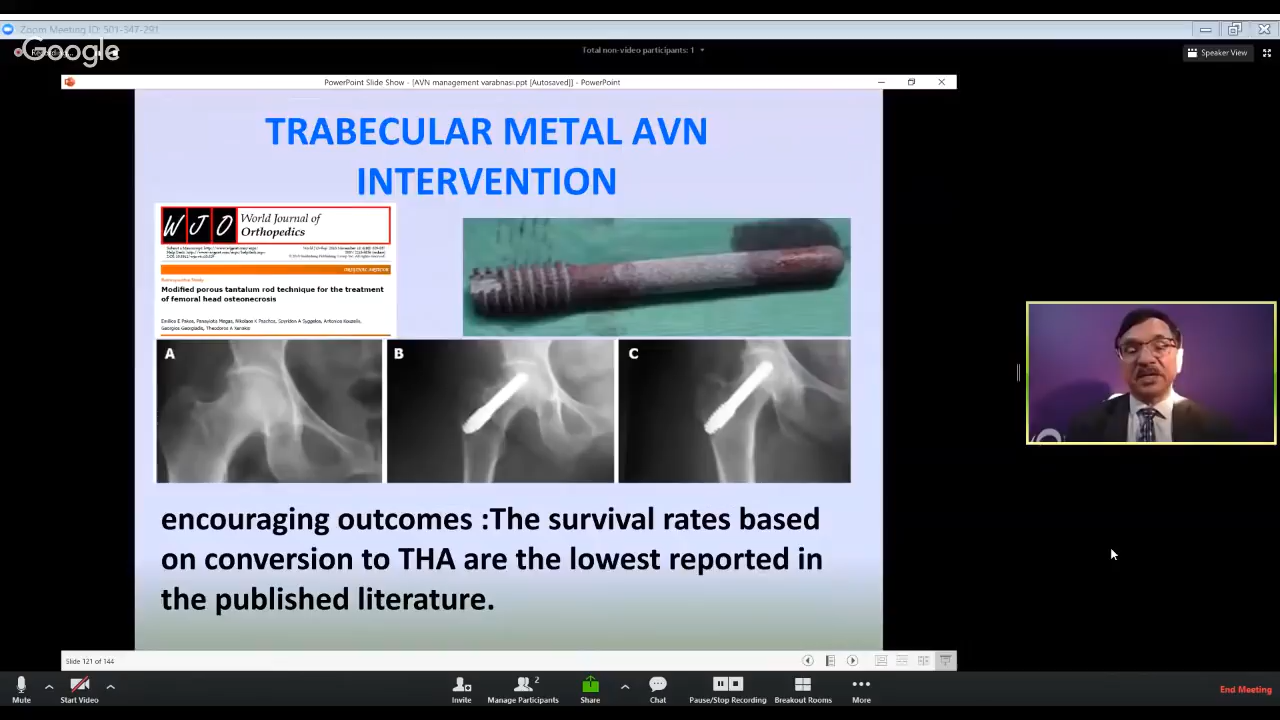 Zoom Meeting ID: 501-347-291
Google
Total non-video participants: 1
Speaker View
PowerPoint Slide Show - [AVN management varabnasi.ppt [Autosaved]] - PowerPoint
TRABECULAR METAL AVN
INTERVENTION
WJO
World Journal of
Orthopedics
Modified porous tantalum rod technique for the treatment
of femoral head osteonecrosis
A
B
C
encouraging outcomes :The survival rates based
on conversion to THA are the lowest reported in
the published literature.
Slide 121 of 144
Mute
Start Video
Invite
2
Manage Participants
Share
Chat
Pause/Stop Recording
Breakout Rooms
More
End Meeting